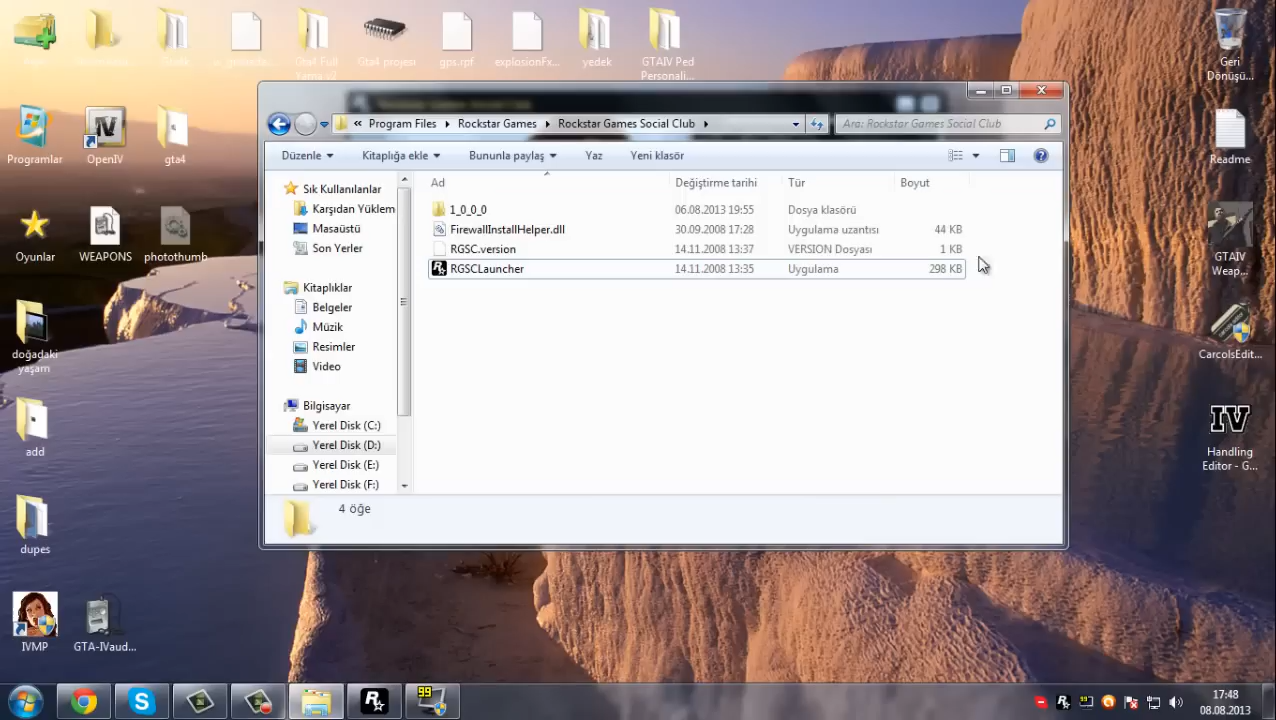 Gta4 Full
Yama v2
Gta4 projesi
gps.rpf
explosionFx...
yedek
GTAIV Ped
Personali...
Geri
Dönüşü...
Programlar
OpenIV
gta4
Readme
Oyunlar
WEAPONS
photothumb
GTAIV
Weap...
doğadaki
yaşam
CarcolsEdit...
add
IV
Handling
Editor - G...
dupes
IVMP
GTA-IVaud...
« Program Files Rockstar Games Rockstar Games Social Club
Ara: Rockstar Games Social Club
Düzenle Kitaplığa ekle Bununla paylaş Yaz Yeni klasör
Sık Kullanılanlar
Karşıdan Yüklem
Masaüstü
Son Yerler
Kitaplıklar
Belgeler
Müzik
Resimler
Video
Bilgisayar
Yerel Disk (C:)
Yerel Disk (D:)
Yerel Disk (E:)
Yerel Disk (F:)
Ad Değiştirme tarihi Tür Boyut
1_0_0_0 06.08.2013 19:55 Dosya klasörü
FirewallInstallHelper.dll 30.09.2008 17:28 Uygulama uzantısı 44 KB
RGSC.version 14.11.2008 13:37 VERSION Dosyası 1 KB
RGSCLauncher 14.11.2008 13:35 Uygulama 298 KB
4 öğe
99
17:48
08.08.2013